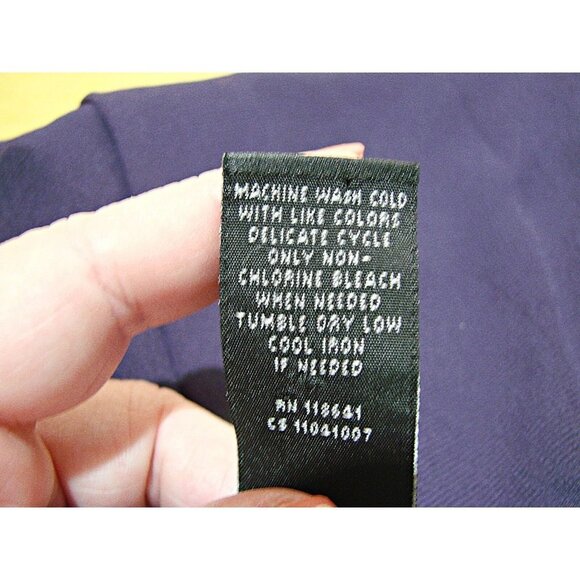 MACHINE WASH COLD
WITH LIKE COLORS
DELICATE CYCLE
ONLY NON-
CHLORINE BLEACH
WHEN NEEDED
TUMBLE DRY LOW
COOL IRON
IF NEEDED
RN 118641
CS 11041007